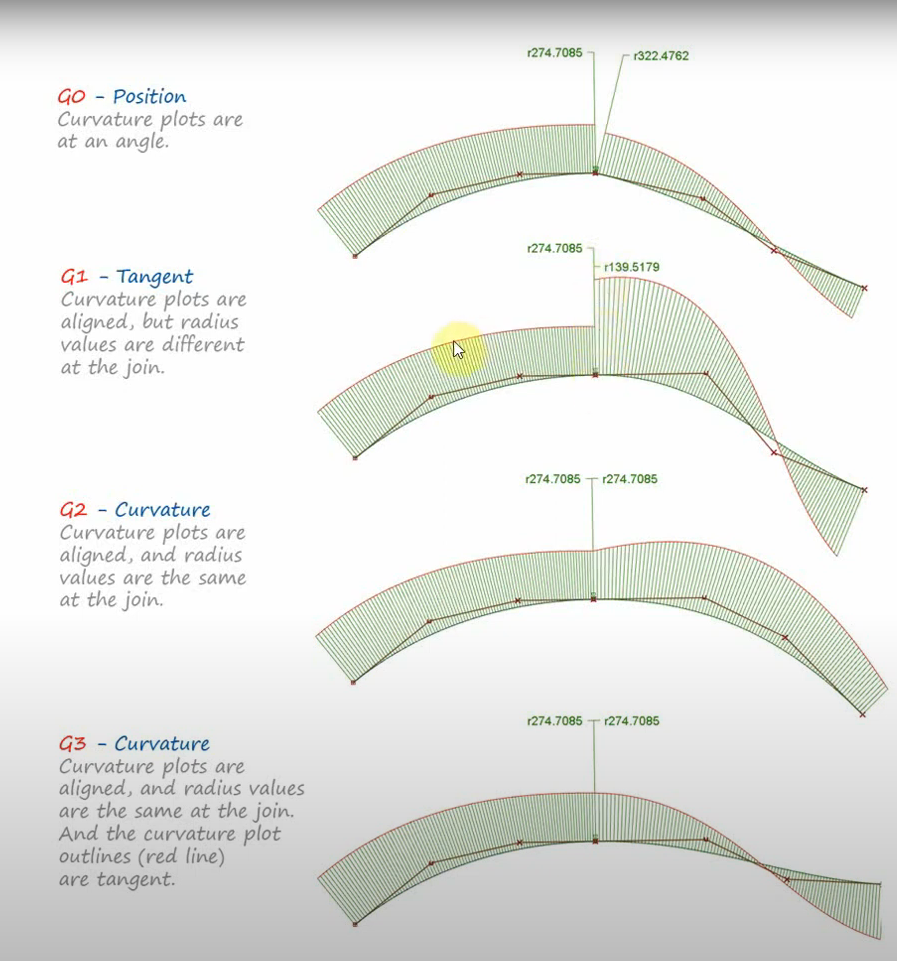 r274.7085
r322.4762
G0 - Position
Curvature plots are
at an angle.
r274.7085
r139.5179
G1 - Tangent
Curvature plots are
aligned, but radius
values are different
at the join.
r274.7085
r274.7085
G2 - Curvature
Curvature plots are
aligned, and radius
values are the same
at the join.
r274.7085
r274.7085
G3 - Curvature
Curvature plots are
aligned, and radius values
are the same at the join.
And the curvature plot
outlines (red line)
are tangent.